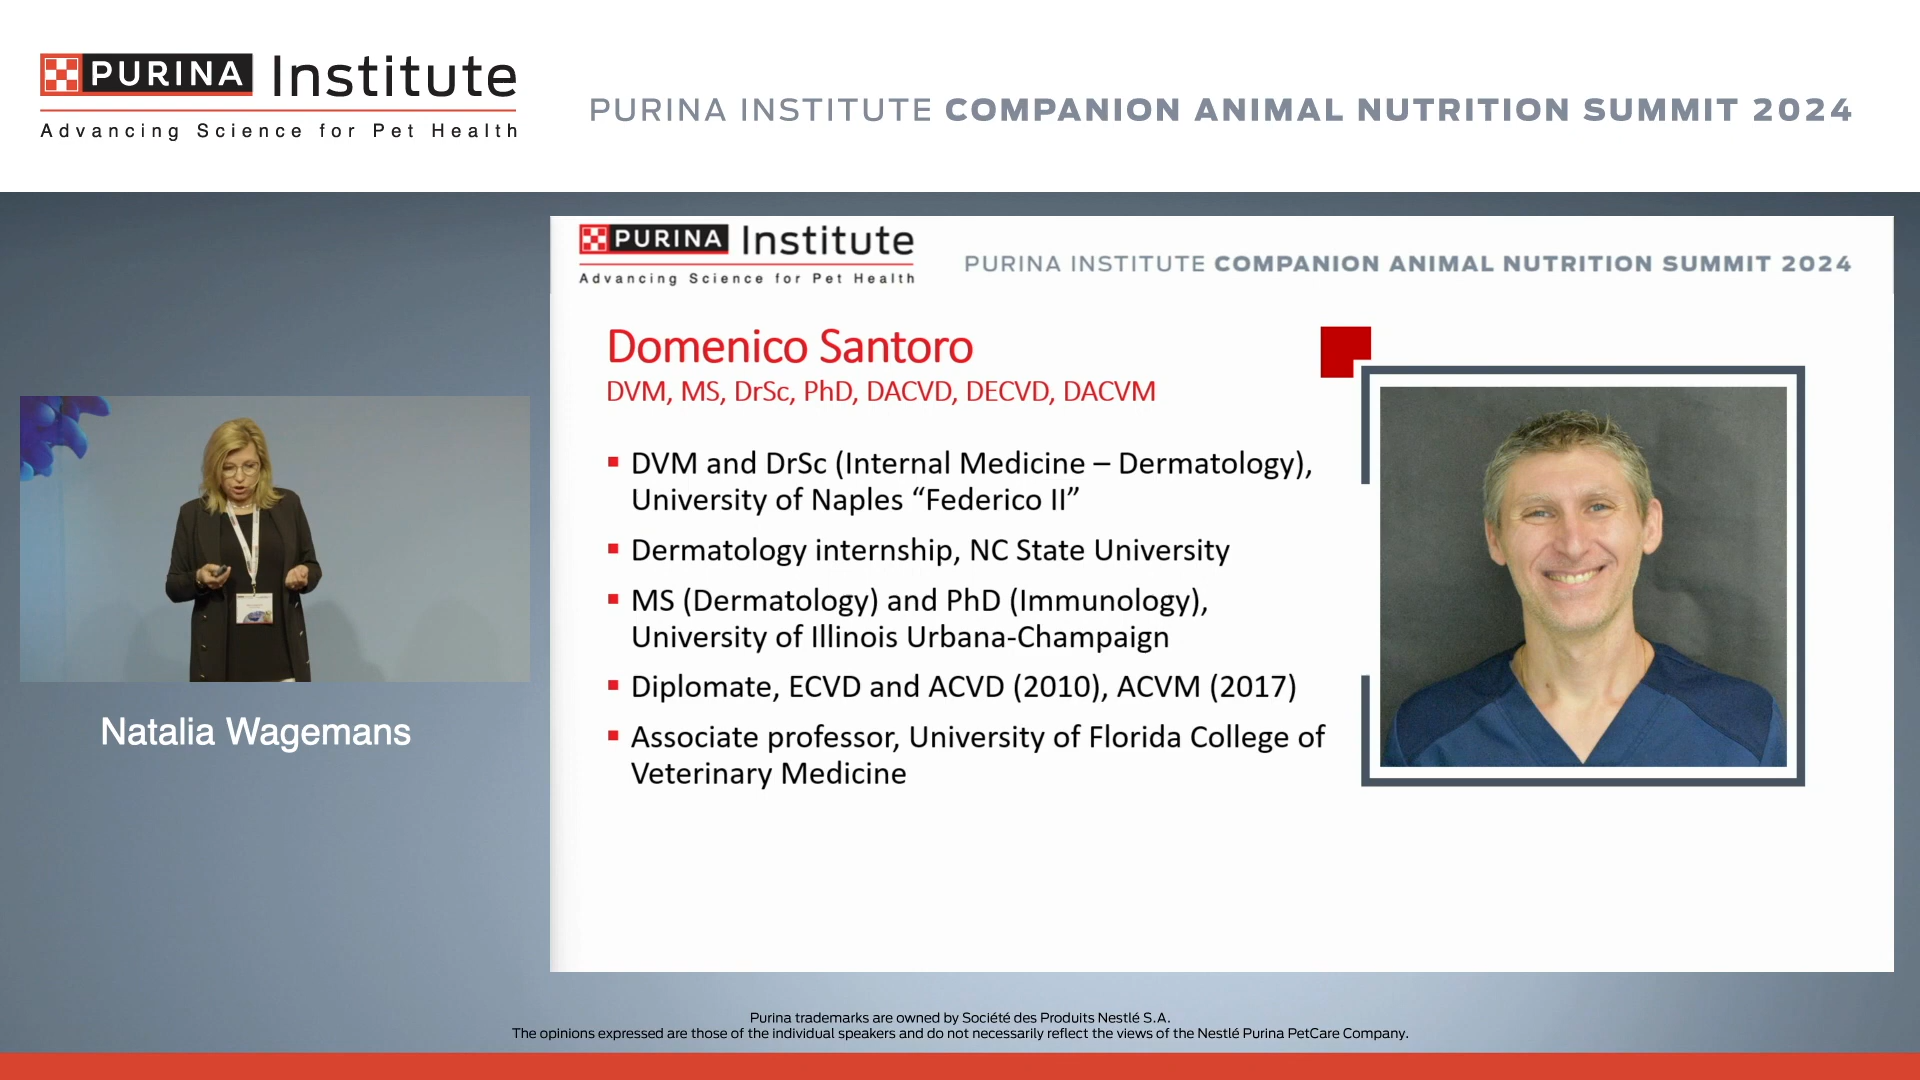 PURINA Institute
Advancing Science for Pet Health
PURINA INSTITUTE COMPANION ANIMAL NUTRITION SUMMIT 2024
PURINA Institute
Advancing Science for Pet Health
PURINA INSTITUTE COMPANION ANIMAL NUTRITION SUMMIT 2024
Domenico Santoro
DVM, MS, DrSc, PhD, DACVD, DECVD, DACVM
DVM and DrSc (Internal Medicine – Dermatology),
University of Naples “Federico II”
Dermatology internship, NC State University
MS (Dermatology) and PhD (Immunology),
University of Illinois Urbana-Champaign
Diplomate, ECVD and ACVD (2010), ACVM (2017)
Associate professor, University of Florida College of
Veterinary Medicine
Natalia Wagemans
Purina trademarks are owned by Société des Produits Nestlé S.A.
The opinions expressed are those of the individual speakers and do not necessarily reflect the views of the Nestlé Purina PetCare Company.